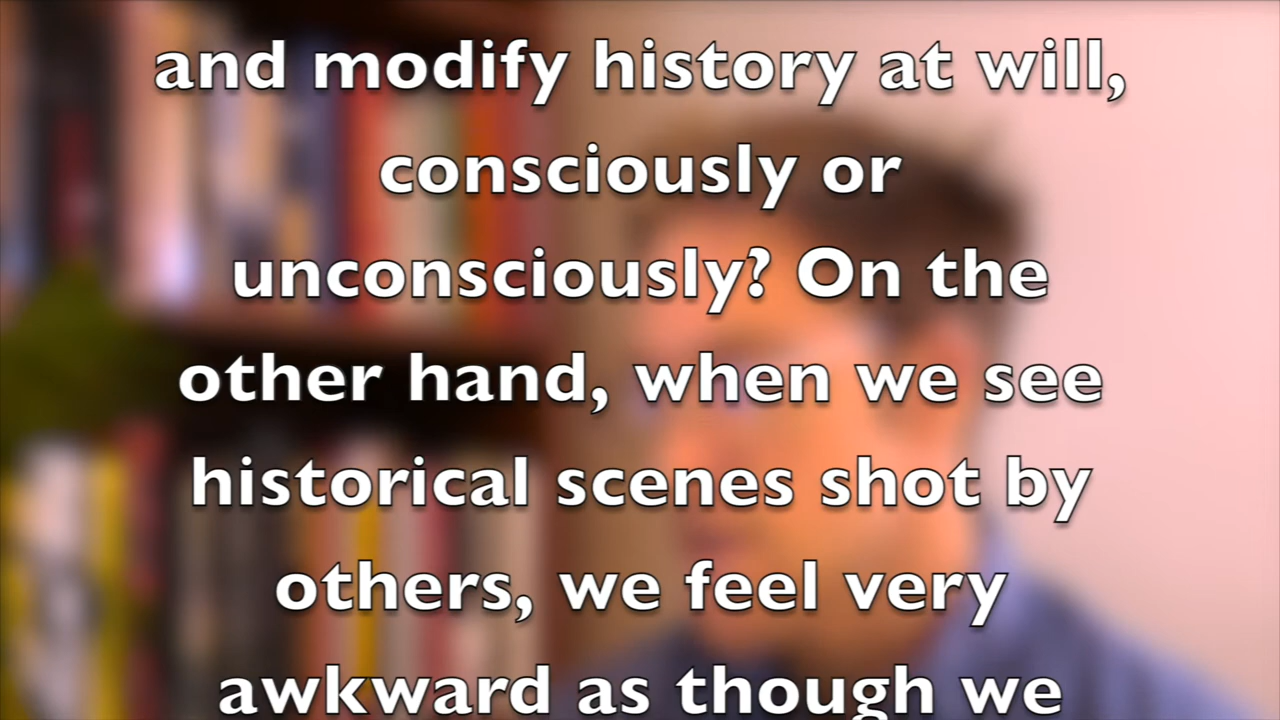 and modify history at will,
consciously or
unconsciously? On the
other hand, when we see
historical scenes shot by
others, we feel very
awkward as though we